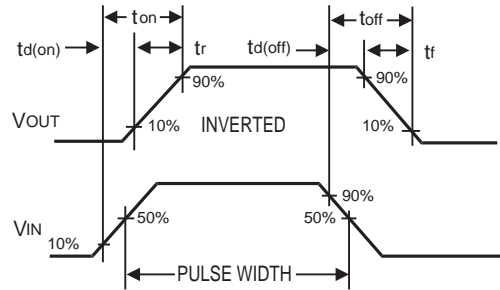 ton toff
td(on) tr td(off) tf
90% 90%
VOUT 10% INVERTED 10%
90%
VIN 50% 50%
10%
PULSE WIDTH